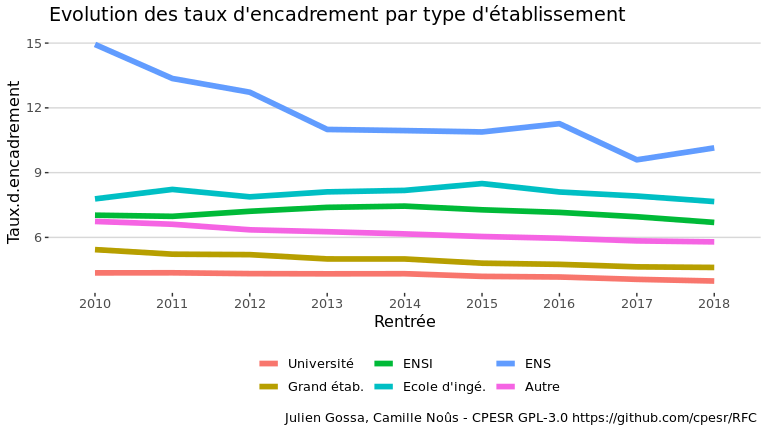 Evolution des taux d'encadrement par type d'établissement
Taux.d.encadrement
15
12
9
6
2010 2011 2012 2013 2014 2015 2016 2017 2018
Rentrée
Université ENSI ENS
Grand étab. Ecole d'ingé. Autre
Julien Gossa, Camille Noûs - CPESR GPL-3.0 https://github.com/cpesr/RFC